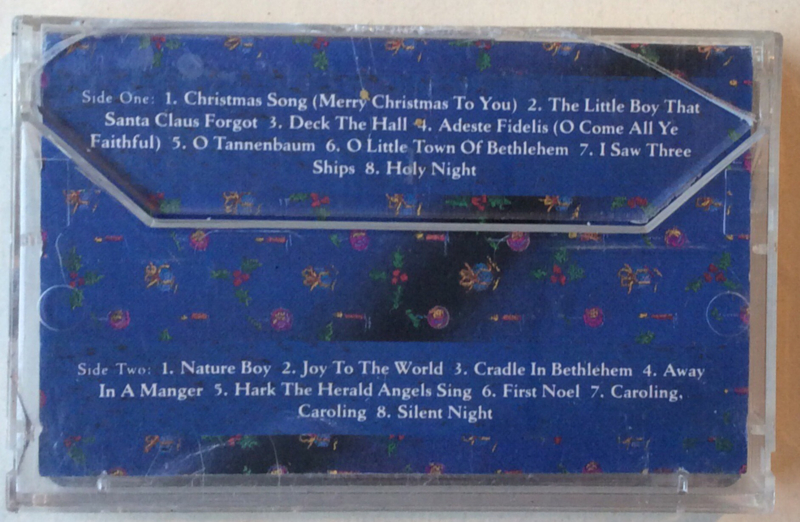 Side One: 1. Christmas Song (Merry Christmas To You) 2. The Little Boy That
Santa Claus Forgot 3. Deck The Hall 4. Adeste Fidelis (O Come All Ye
Faithful) 5. O Tannenbaum 6. O Little Town Of Bethlehem 7. I Saw Three
Ships 8. Holy Night
Side Two: 1. Nature Boy 2. Joy To The World 3. Cradle In Bethlehem 4. Away
In A Manger 5. Hark The Herald Angels Sing 6. First Noel 7. Caroling,
Caroling 8. Silent Night